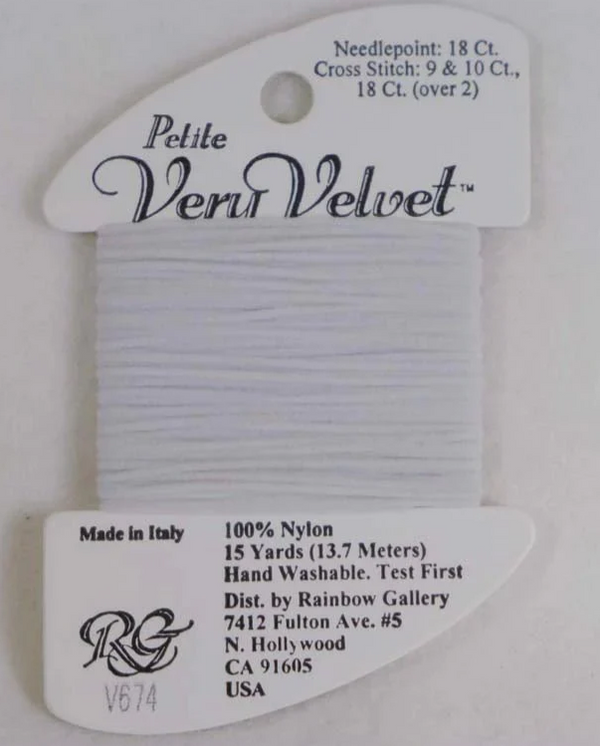 Needlepoint: 18 Ct.
Cross Stitch: 9 & 10 Ct.,
18 Ct. (over 2)
Petite
Very Velvet™
Made in Italy
100% Nylon
15 Yards (13.7 Meters)
Hand Washable. Test First
Dist. by Rainbow Gallery
7412 Fulton Ave. #5
N. Hollywood
CA 91605
USA
RG
V674